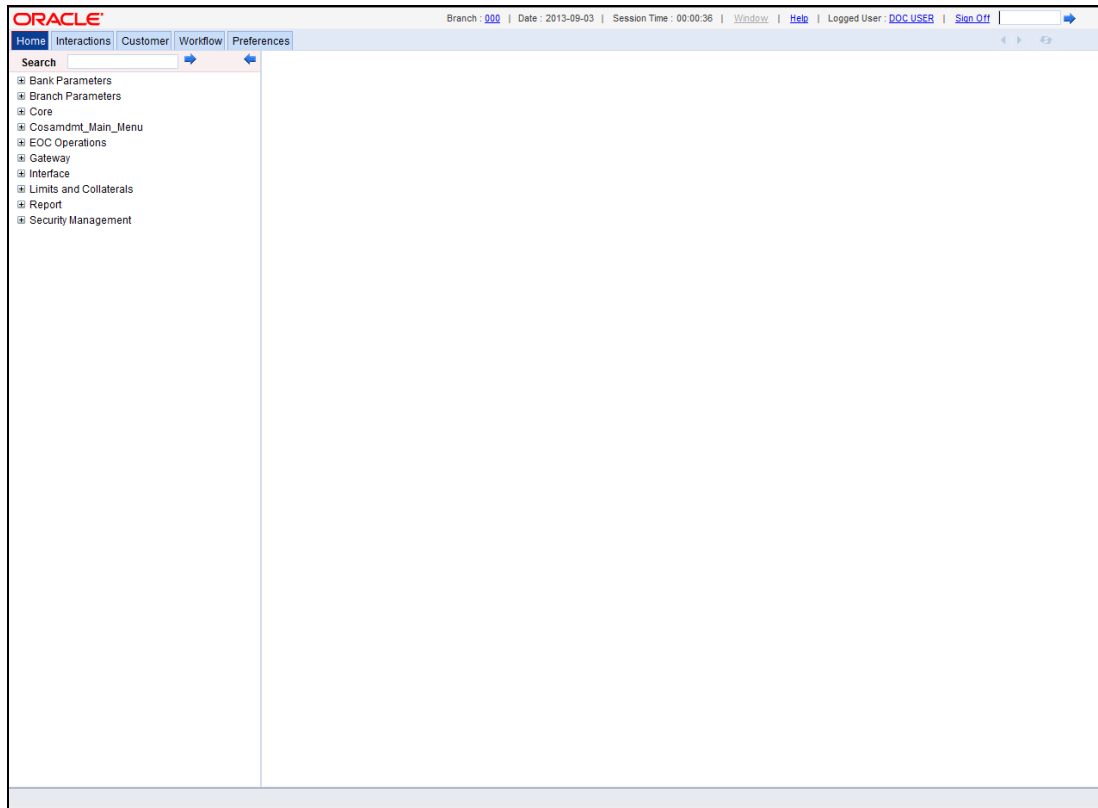 ORACLE Branch : 000 | Date : 2013-09-03 | Session Time : 00:00:36 | Window | Help | Logged User : DOC USER | Sign Off
Home Interactions Customer Workflow Preferences
Search
Bank Parameters
Branch Parameters
Core
Cosamdmt_Main_Menu
EOC Operations
Gateway
Interface
Limits and Collaterals
Report
Security Management